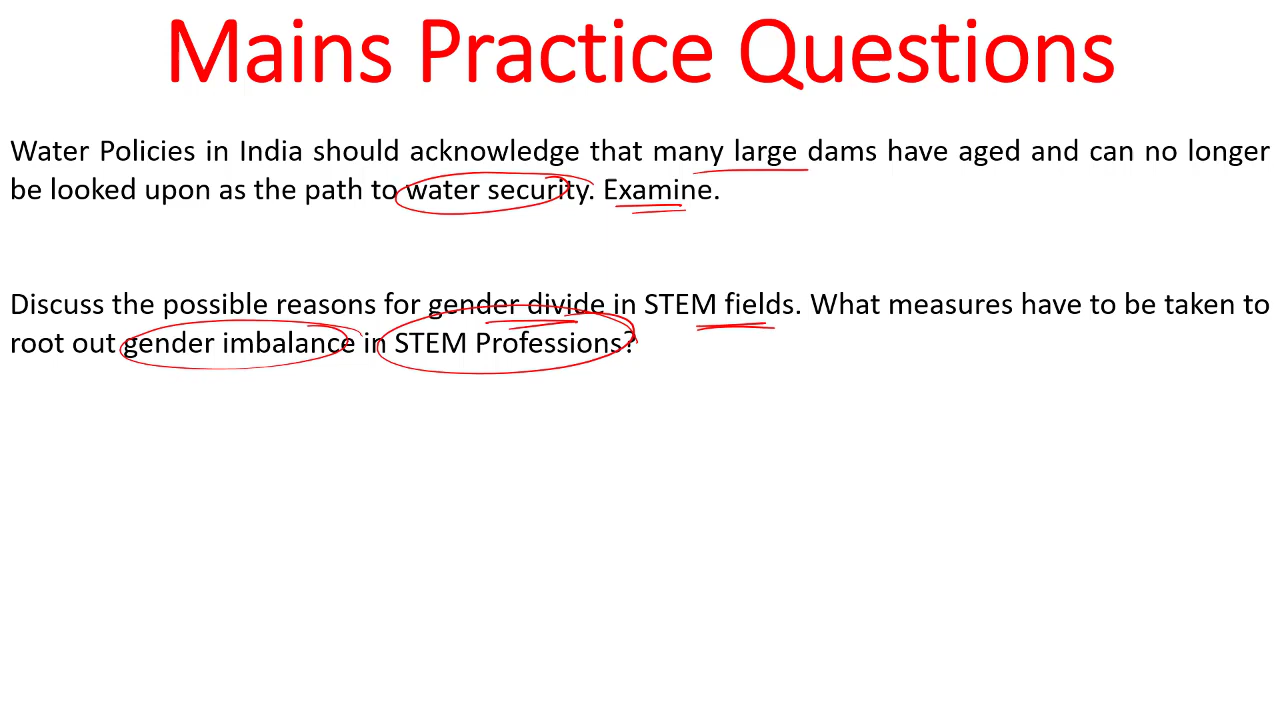 Mains Practice Questions
Water Policies in India should acknowledge that many large dams have aged and can no longer
be looked upon as the path to water security. Examine.
Discuss the possible reasons for gender divide in STEM fields. What measures have to be taken to
root out gender imbalance in STEM Professions?